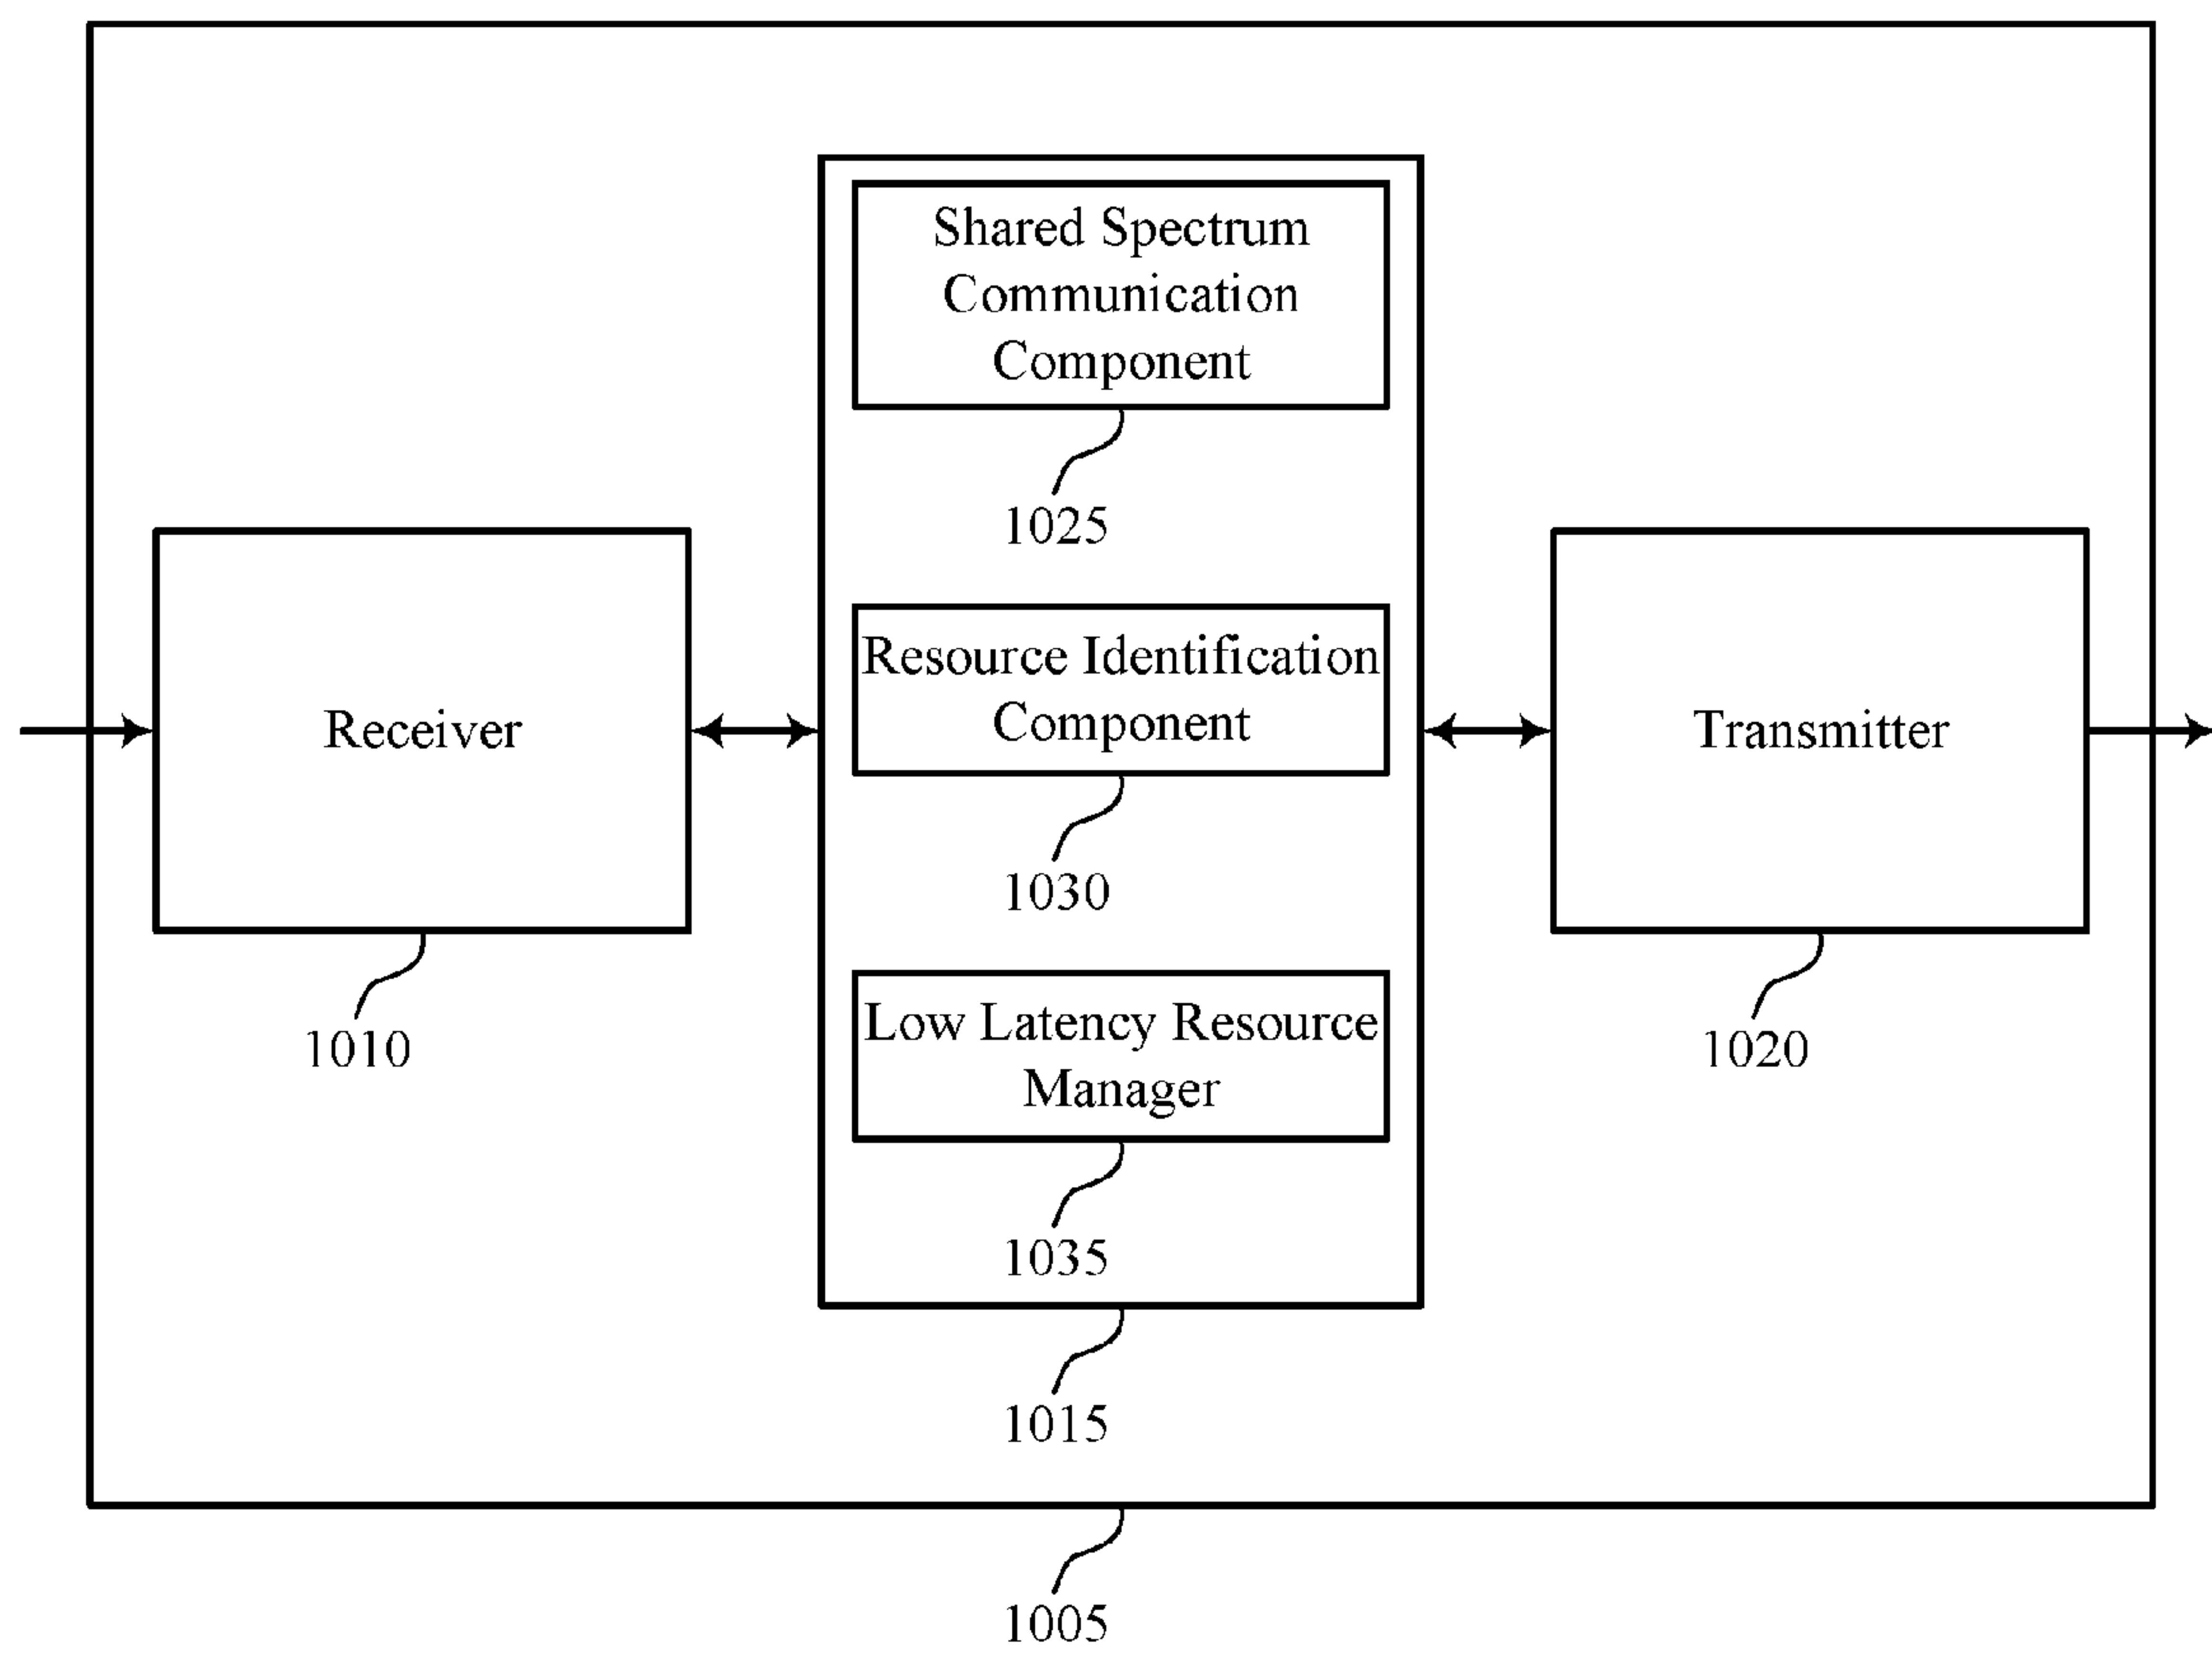 Shared Spectrum
Communication
Component
1025
Resource Identification
Component
1030
Receiver
1010
Transmitter
1020
Low Latency Resource
Manager
1035
1015
1005